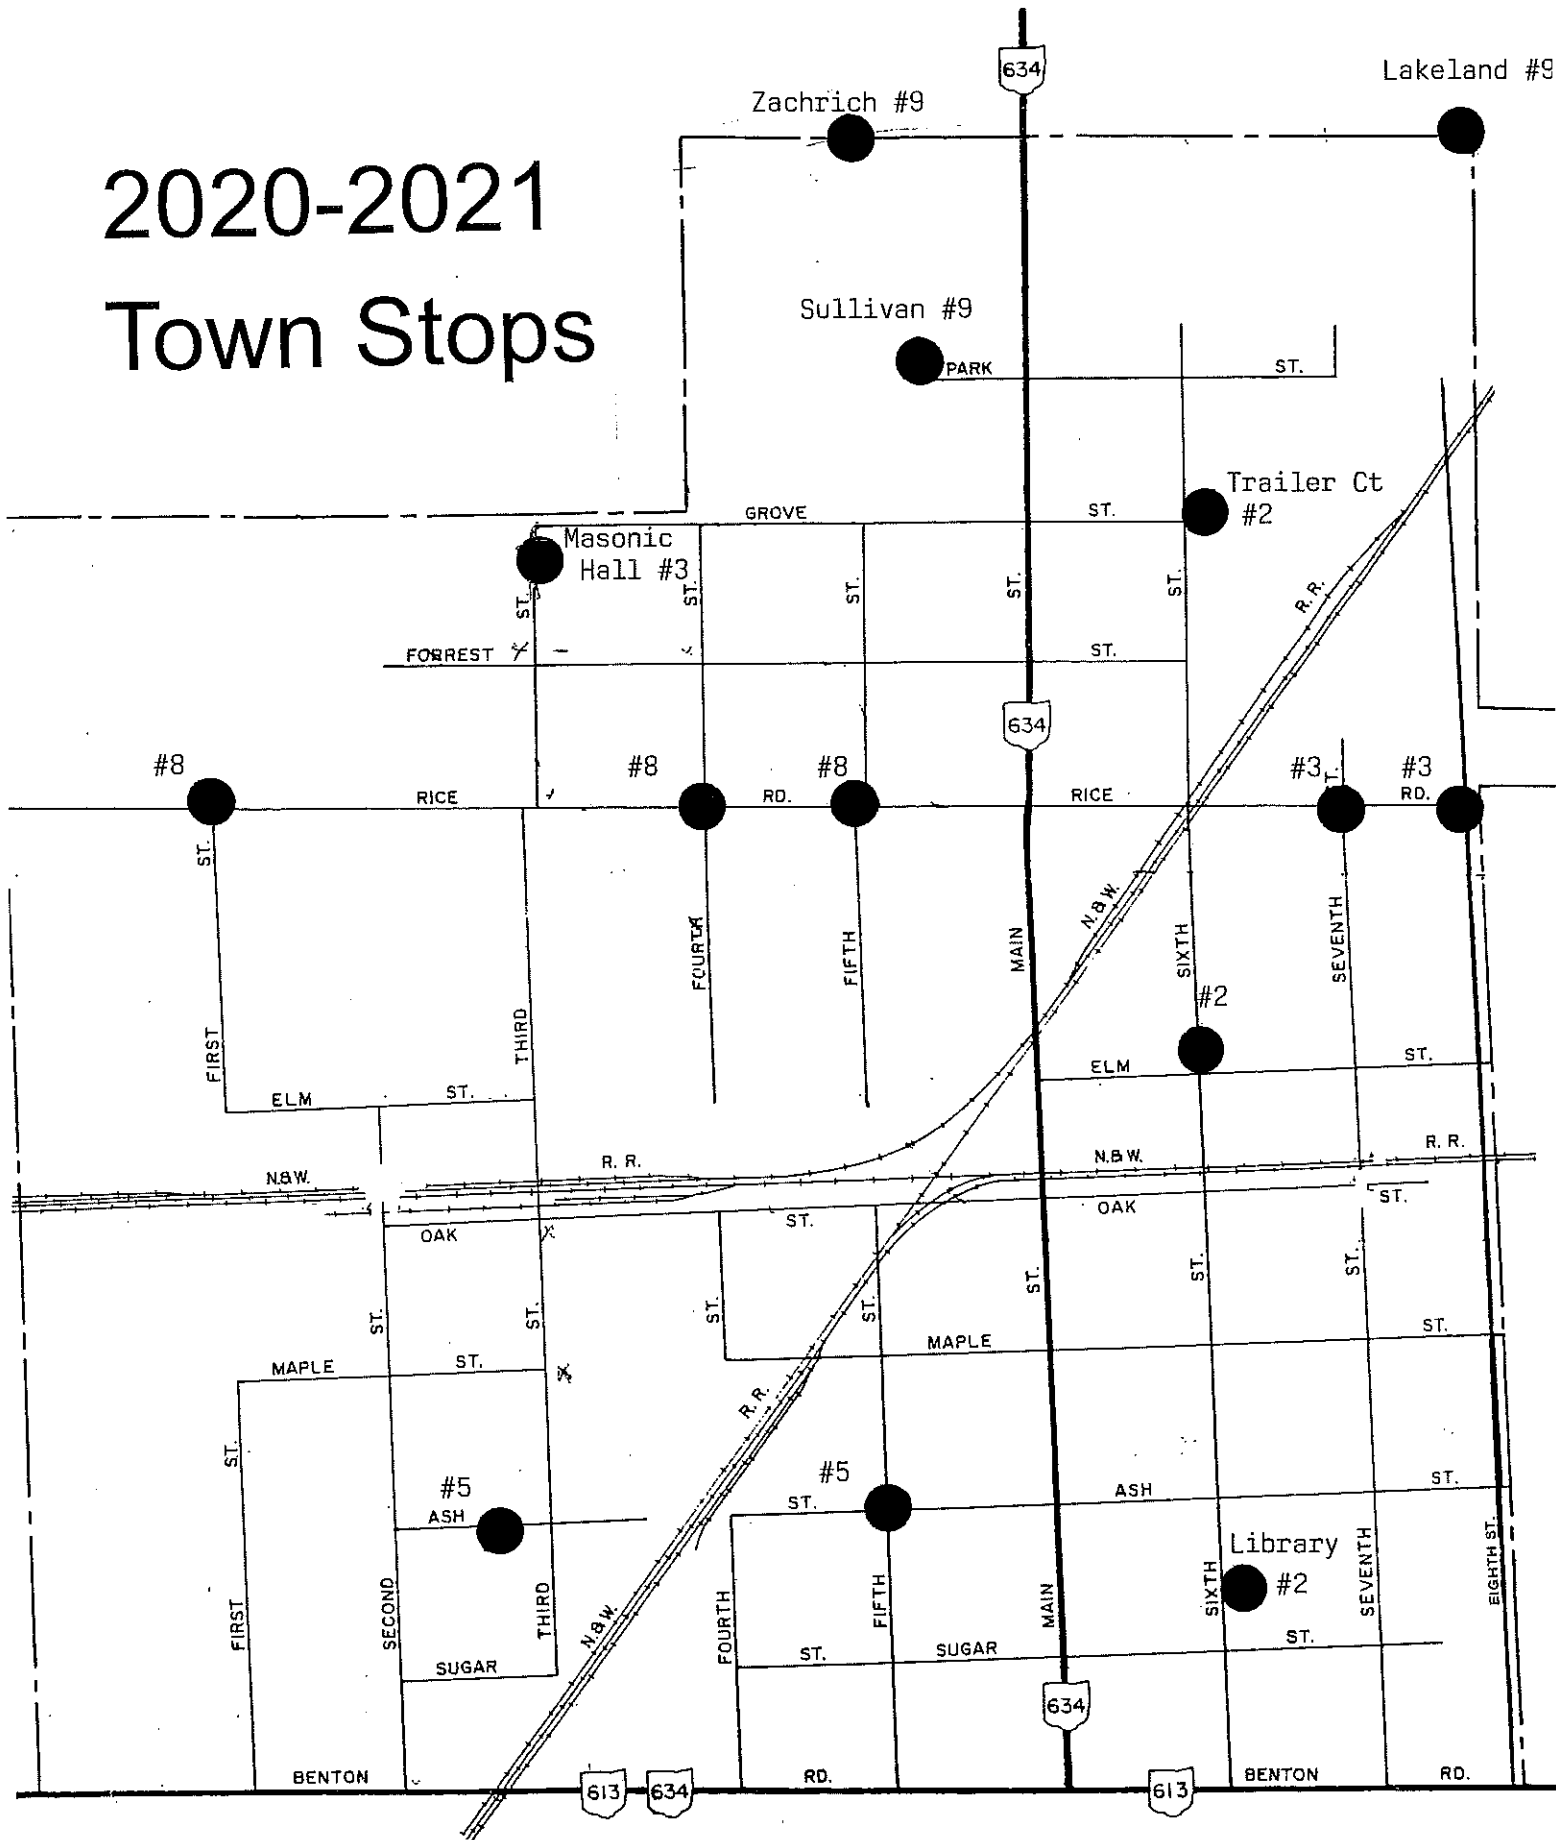 634
Lakeland #9
Zachrich #9
2020-2021
Town Stops
Sullivan #9
PARK ST.
Trailer Ct
#2
GROVE ST.
Masonic
Hall #3
ST.
ST.
ST.
ST.
ST.
R. R.
FORREST ST.
634
#8
#8
#8
#3
#3
RICE RD. RICE RD.
ST.
N.&W.
FOURTH
FIFTH
MAIN
SIXTH
SEVENTH
#2
FIRST
THIRD
ELM ST.
ELM ST.
N.&W. R. R. N.&W. R. R.
OAK ST. OAK ST.
ST.
ST.
ST.
ST.
ST.
ST.
ST.
MAPLE ST.
MAPLE ST.
R. R.
ST.
#5
#5
ASH
ST. ASH ST.
Library
#2
FIRST
SECOND
THIRD
N.&W.
FOURTH
FIFTH
MAIN
SIXTH
SEVENTH
EIGHTH ST.
SUGAR
ST. SUGAR ST.
634
BENTON RD. BENTON RD.
613 634 613